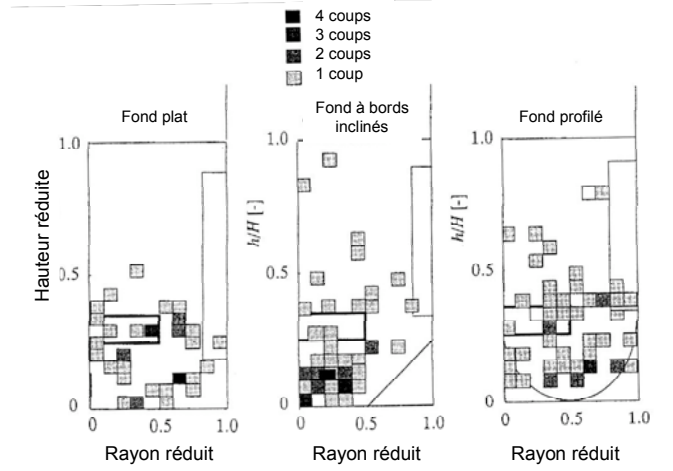 4 coups
3 coups
2 coups
1 coup
Fond plat
Fond à bords
inclinés
Fond profilé
Hauteur réduite
1.0
0.5
0
0
0.5
1.0
Rayon réduit
h/H [-]
1.0
0.5
0
0
0.5
1.0
Rayon réduit
h/H [-]
1.0
0.5
0
0
0.5
1.0
Rayon réduit